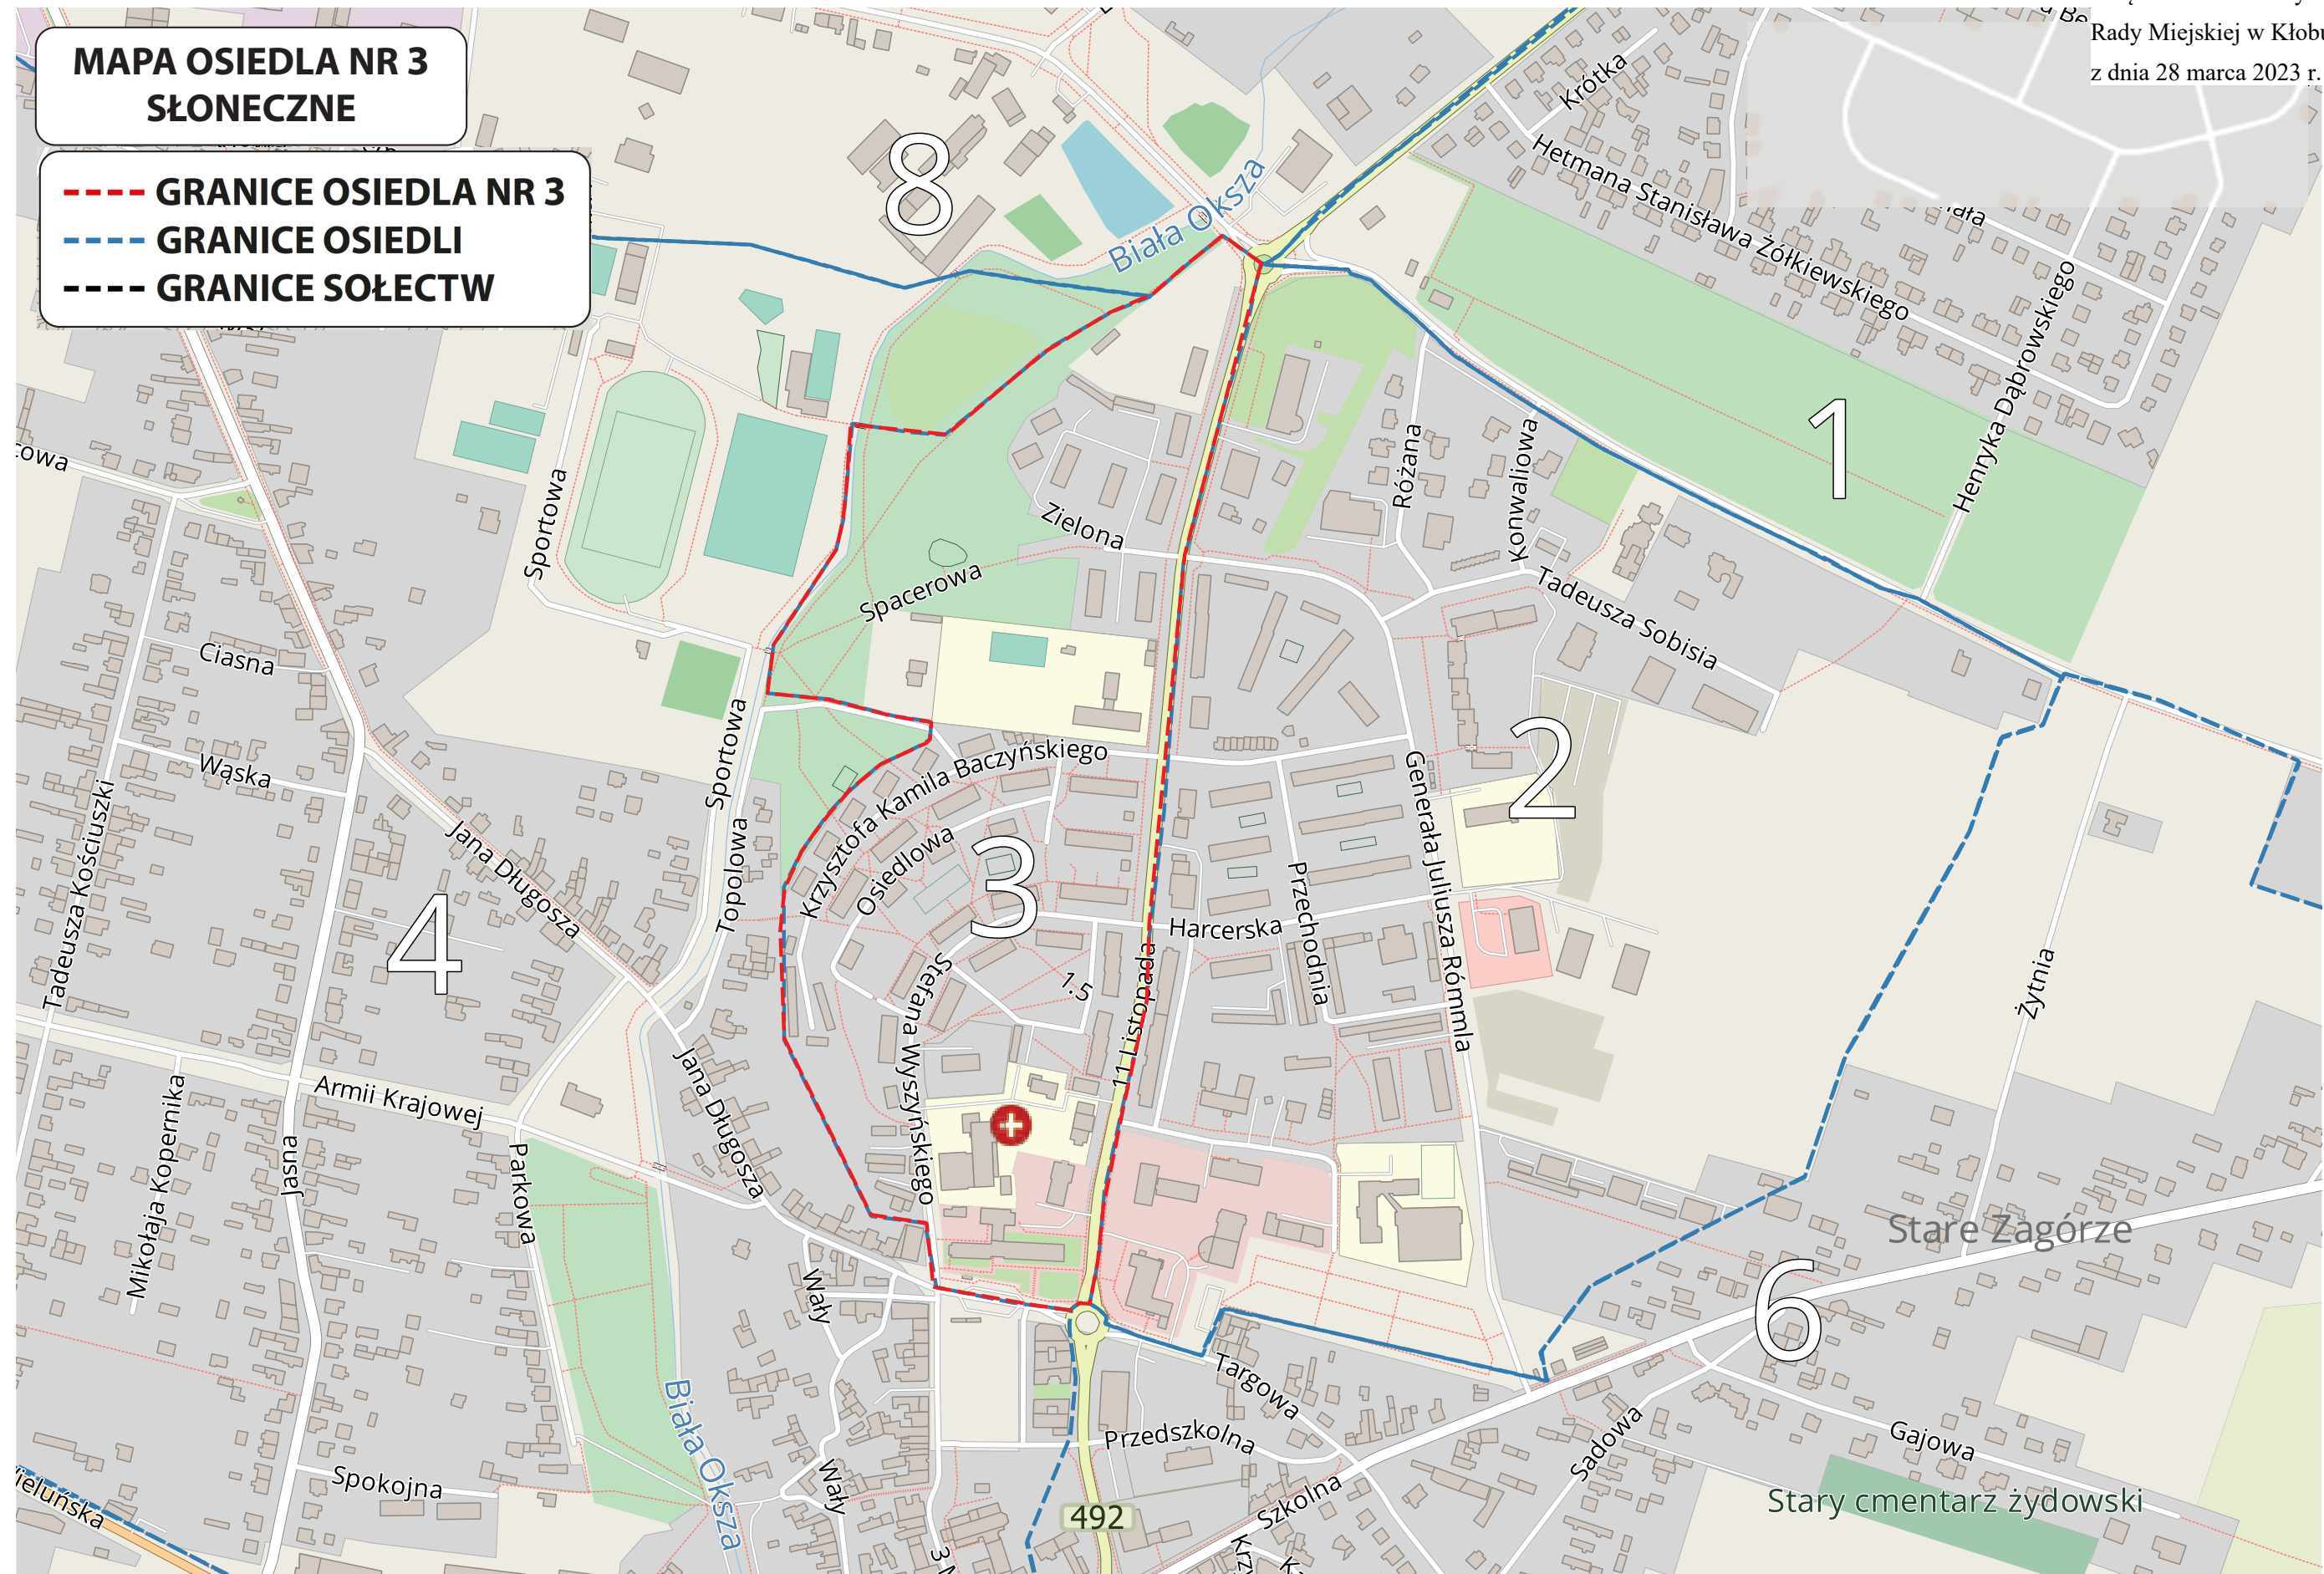 Rady Miejskiej w Kłobu
z dnia 28 marca 2023 r.
MAPA OSIEDLA NR 3
SŁONECZNE
GRANICE OSIEDLA NR 3
GRANICE OSIEDLI
GRANICE SOŁECTW
8
Biała Oksza
Krótka
Hetmana Stanisława Żółkiewskiego
Henryka Dąbrowskiego
1
Sportowa
Zielona
Różana
Konwaliowa
Spacerowa
Tadeusza Sobisia
Ciasna
Wąska
Sportowa
Krzysztofa Kamila Baczyńskiego
2
Tadeusza Kościuszki
Jana Długosza
Topolowa
Osiedlowa
3
Generała Juliusza Rómmla
Przechodnia
Harcerska
4
Stefana Wyszyńskiego
1.5
11 Listopada
Żytnia
Armii Krajowej
Jana Długosza
Mikołaja Kopernika
Jasna
Parkowa
Stare Zagórze
6
Wały
Targowa
Biała Oksza
Przedszkolna
Sadowa
Gajowa
Spokojna
Wały
Szkolna
Stary cmentarz żydowski
492